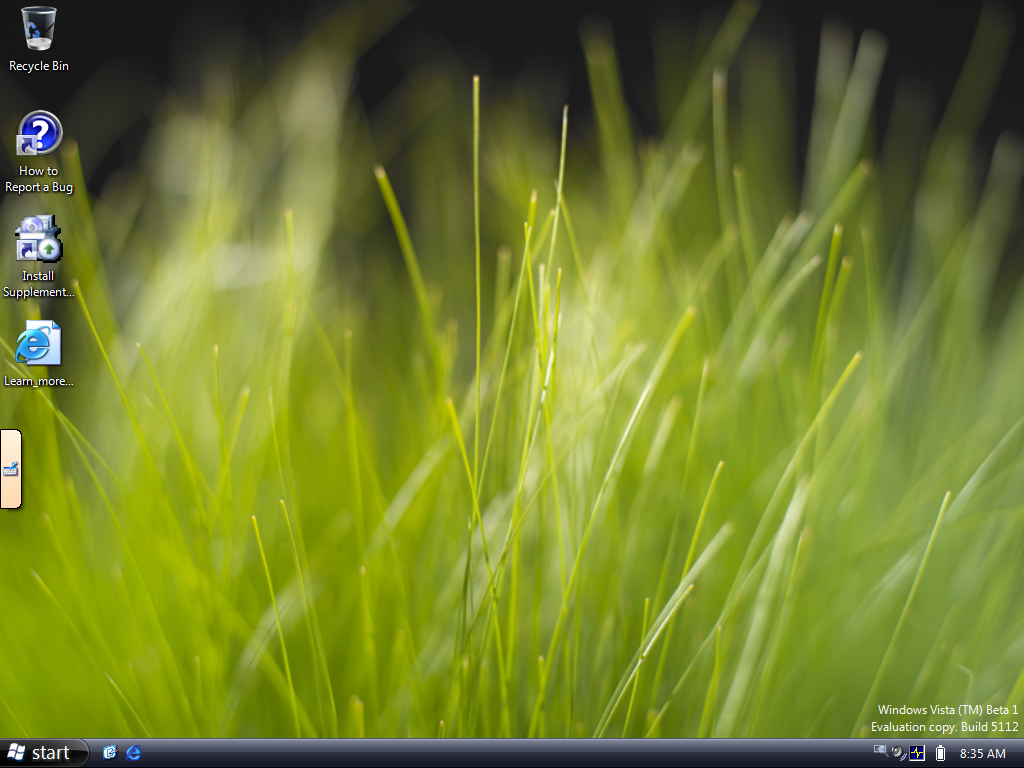 Recycle Bin
How to
Report a Bug
Install
Supplement...
Learn_more...
Windows Vista (TM) Beta 1
Evaluation copy. Build 5112
start
8:35 AM